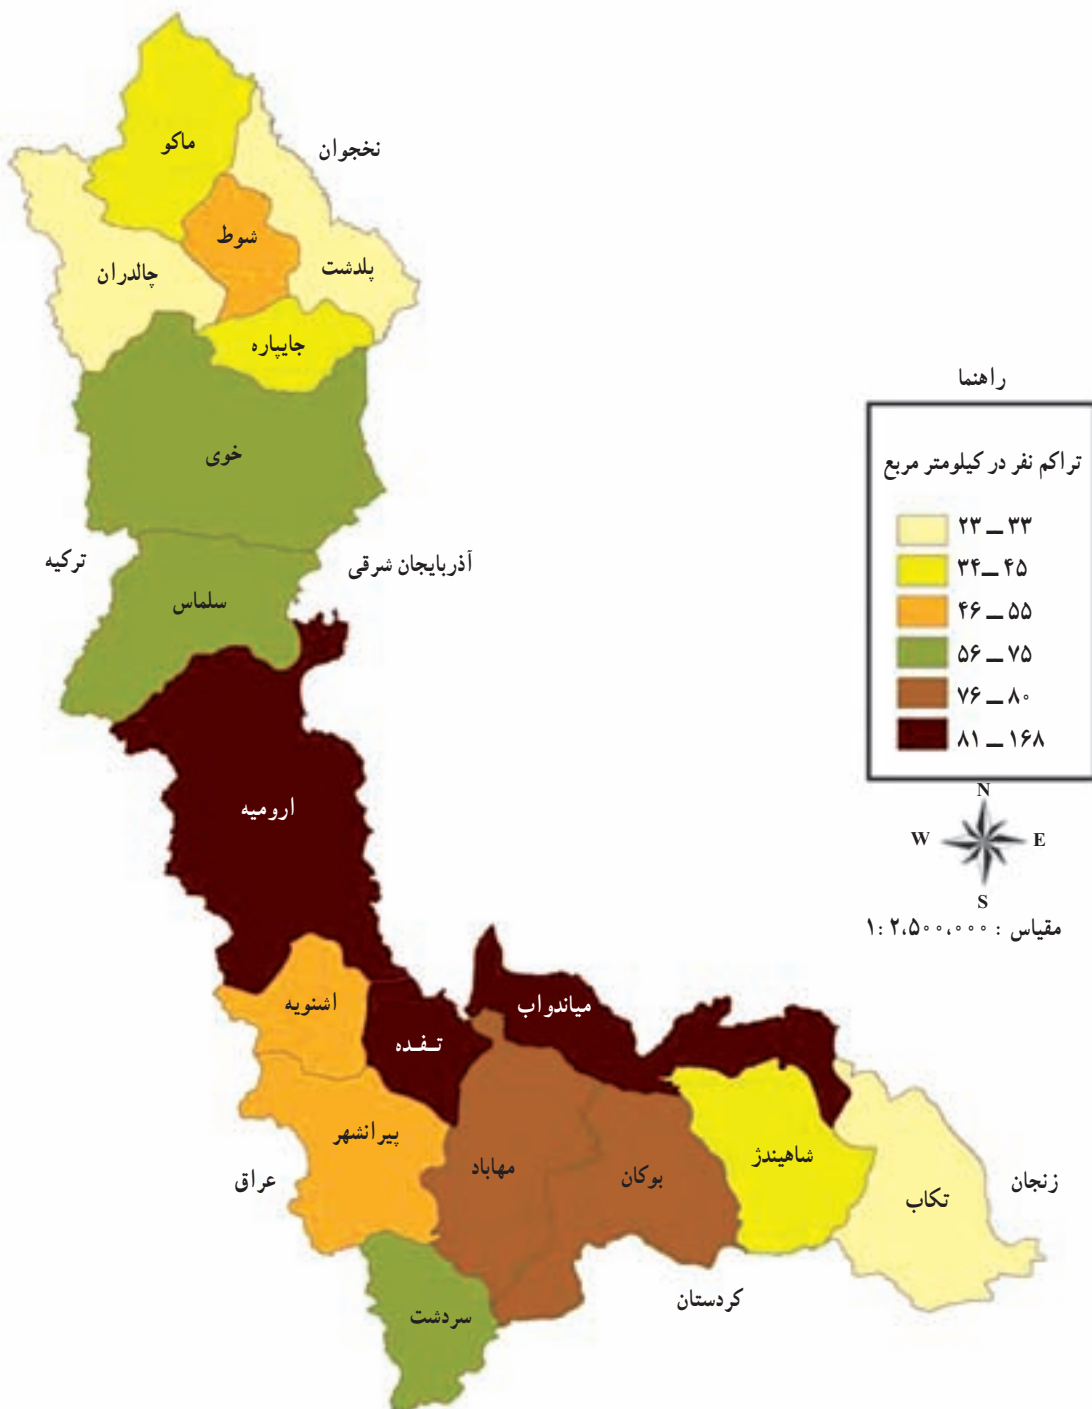 ماکو
نخجوان
شوط
پلدشت
چالدران
جایپاره
راهنما
تراکم نفر در کیلومتر مربع
۲۳ — ۳۳
۳۴ — ۴۵
۴۶ — ۵۵
۵۶ — ۷۵
۷۶ — ۸۰
۸۱ — ۱۶۸
خوی
ترکیه
آذربایجان شرقی
سلماس
ارومیه
N
W
E
S
مقیاس : ۱:۲،۵۰۰،۰۰۰
اشنویه
تـفـده
میاندواب
پیرانشهر
مهاباد
بوکان
شاهیندژ
تکاب
زنجان
عراق
کردستان
سردشت